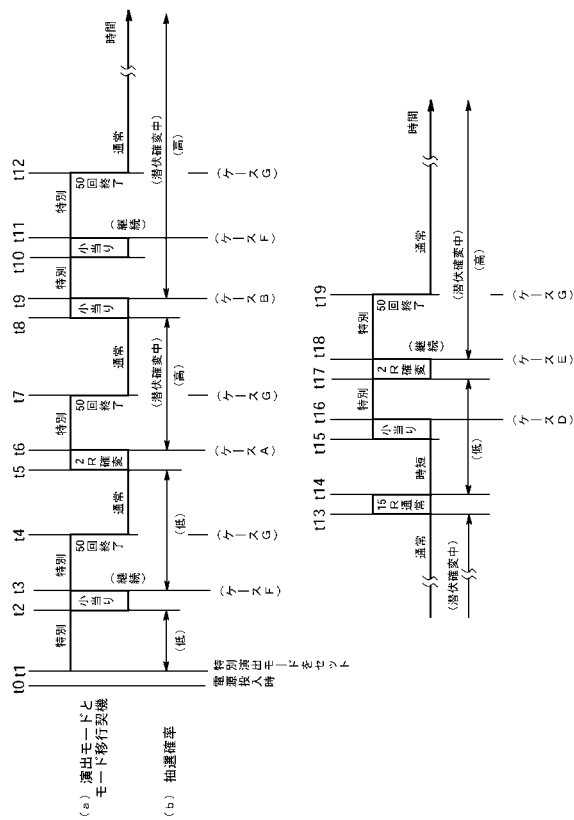 (a) 演出モードと
モード移行契機
t0 t1 t2 t3 t4 t5 t6 t7 t8 t9 t10 t11 t12
特別 小当り (継続) 特別 50回終了 通常 2R確変 特別 50回終了 通常 小当り 特別 小当り (継続) 特別 50回終了 通常 時間
(b) 抽選確率
(低) (低) (潜伏確変中) (高) (潜伏確変中) (高)
電源投入時
特別演出モードをセット
(ケースF) (ケースG) (ケースA) (ケースG) (ケースB) (ケースF) (ケースG)
t13 t14 t15 t16 t17 t18 t19
通常 15R通常 時短 小当り 特別 2R確変 (継続) 特別 50回終了 通常 時間
(潜伏確変中) (低) (潜伏確変中) (高)
(ケースD) (ケースE) (ケースG)